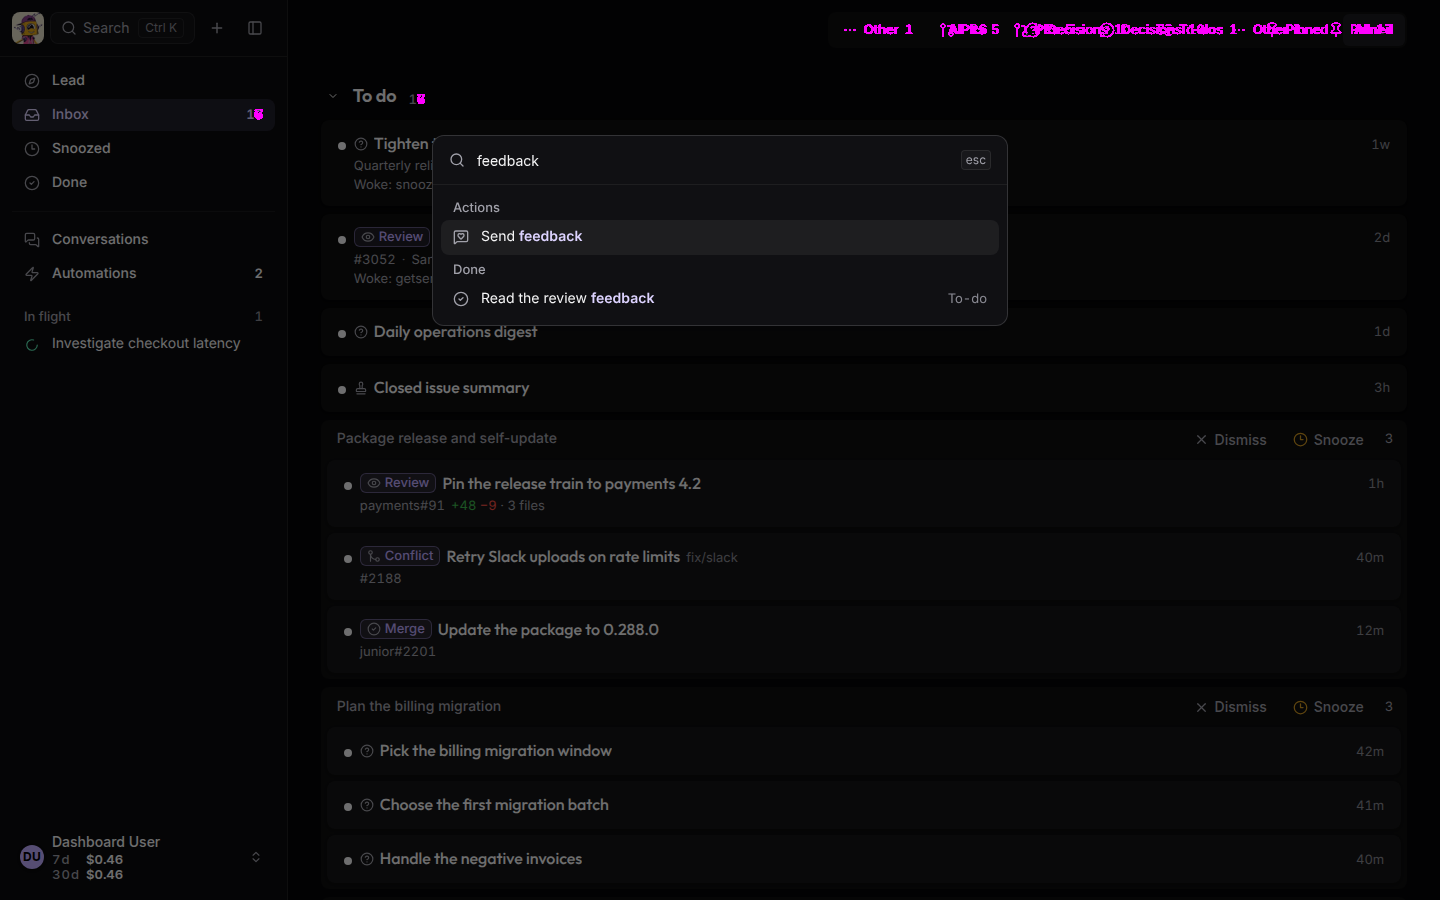 Search Ctrl K
Lead
Inbox
Snoozed
Done
Conversations
Automations 2
In flight 1
Investigate checkout latency
Dashboard User
DU
7d $0.46
30d $0.46
Other 1
To do
Tighten 1w
Quarterly
Woke:
Review 2d
#3052
Woke:
feedback esc
Actions
Send feedback
Done
Read the review feedback To-do
Daily operations digest 1d
Closed issue summary 3h
Package release and self-update Dismiss Snooze 3
Review Pin the release train to payments 4.2 1h
payments#91 +48 −9 · 3 files
Conflict Retry Slack uploads on rate limits fix/slack 40m
#2188
Merge Update the package to 0.288.0 12m
junior#2201
Plan the billing migration Dismiss Snooze 3
Pick the billing migration window 42m
Choose the first migration batch 41m
Handle the negative invoices 40m